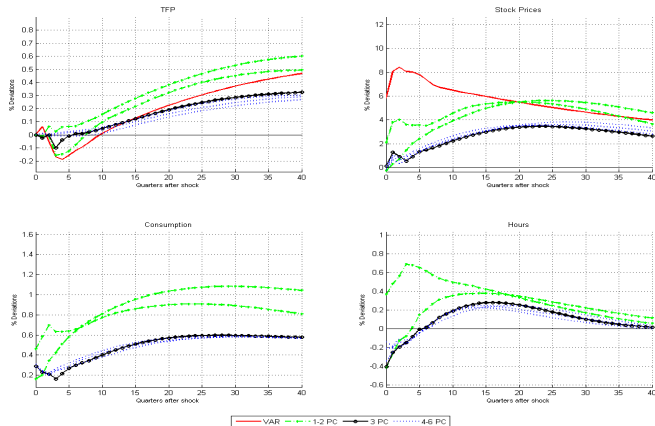 TFP
Stock Prices
0.8
0.7
0.6
0.5
0.4
0.3
0.2
0.1
0
-0.1
-0.2
% Deviations
0 5 10 15 20 25 30 35 40
Quarters after shock
12
10
8
6
4
2
0
% Deviations
0 5 10 15 20 25 30 35 40
Quarters after shock
Consumption
Hours
1.6
1.4
1.2
1
0.8
0.6
0.4
0.2
% Deviations
0 5 10 15 20 25 30 35 40
Quarters after shock
1
0.8
0.6
0.4
0.2
0
-0.2
-0.4
-0.6
% Deviations
0 5 10 15 20 25 30 35 40
Quarters after shock
VAR 1-2 PC 3 PC 4-6 PC